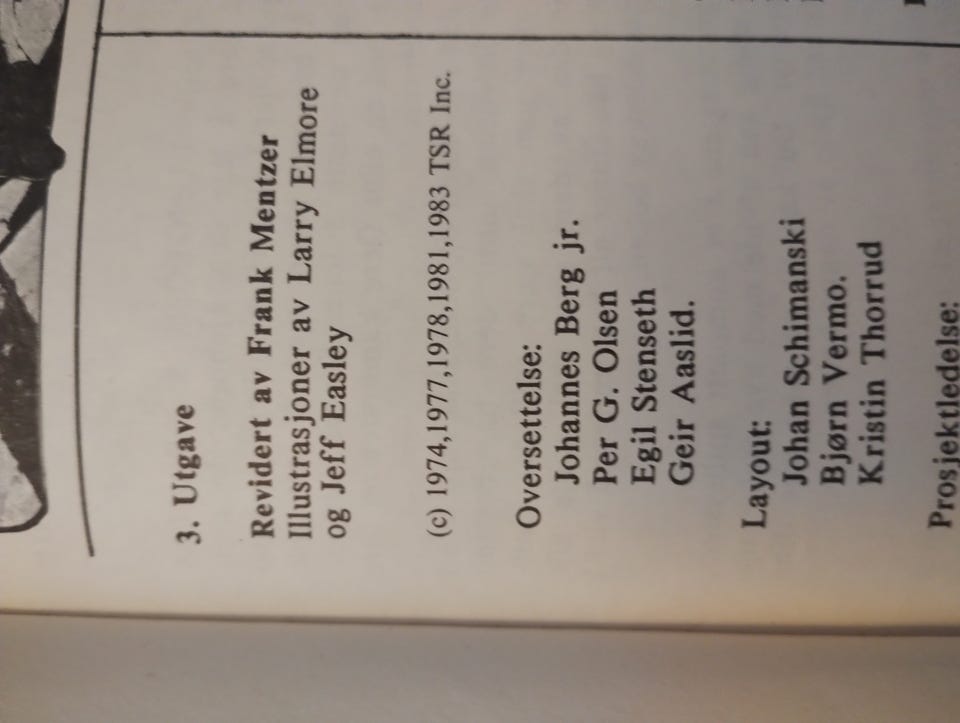 3. Utgave
Revidert av Frank Mentzer
Illustrasjoner av Larry Elmore
og Jeff Easley
(c) 1974,1977,1978,1981,1983 TSR Inc.
Oversettelse:
Johannes Berg jr.
Per G. Olsen
Egil Stenseth
Geir Aaslid.
Layout:
Johan Schimanski
Bjørn Vermo.
Kristin Thorrud
Prosjektledelse: